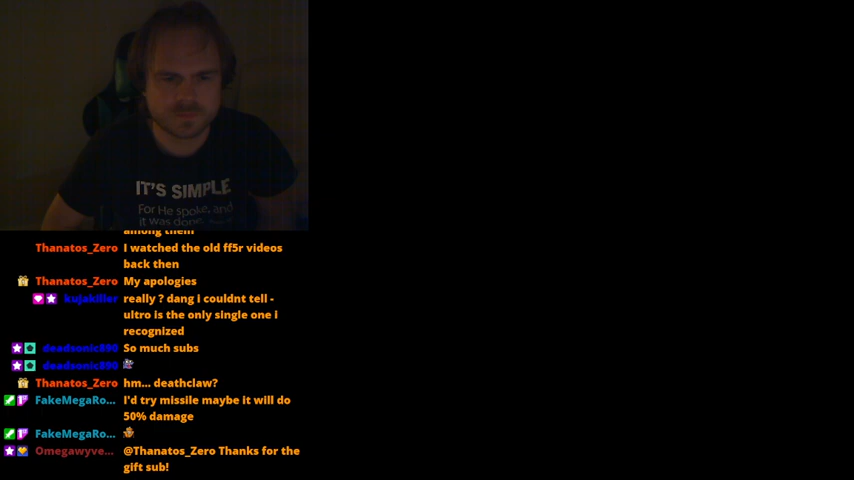 IT'S SIMPLE
For He spoke, and
it was done,
among them
Thanatos_Zero I watched the old ff5r videos
back then
Thanatos_Zero My apologies
kujakiller really ? dang i couldnt tell -
ultro is the only single one i
recognized
deadsonic890 So much subs
deadsonic890
Thanatos_Zero hm... deathclaw?
FakeMegaRo... I'd try missile maybe it will do
50% damage
FakeMegaRo...
Omegawyve... @Thanatos_Zero Thanks for the
gift sub!